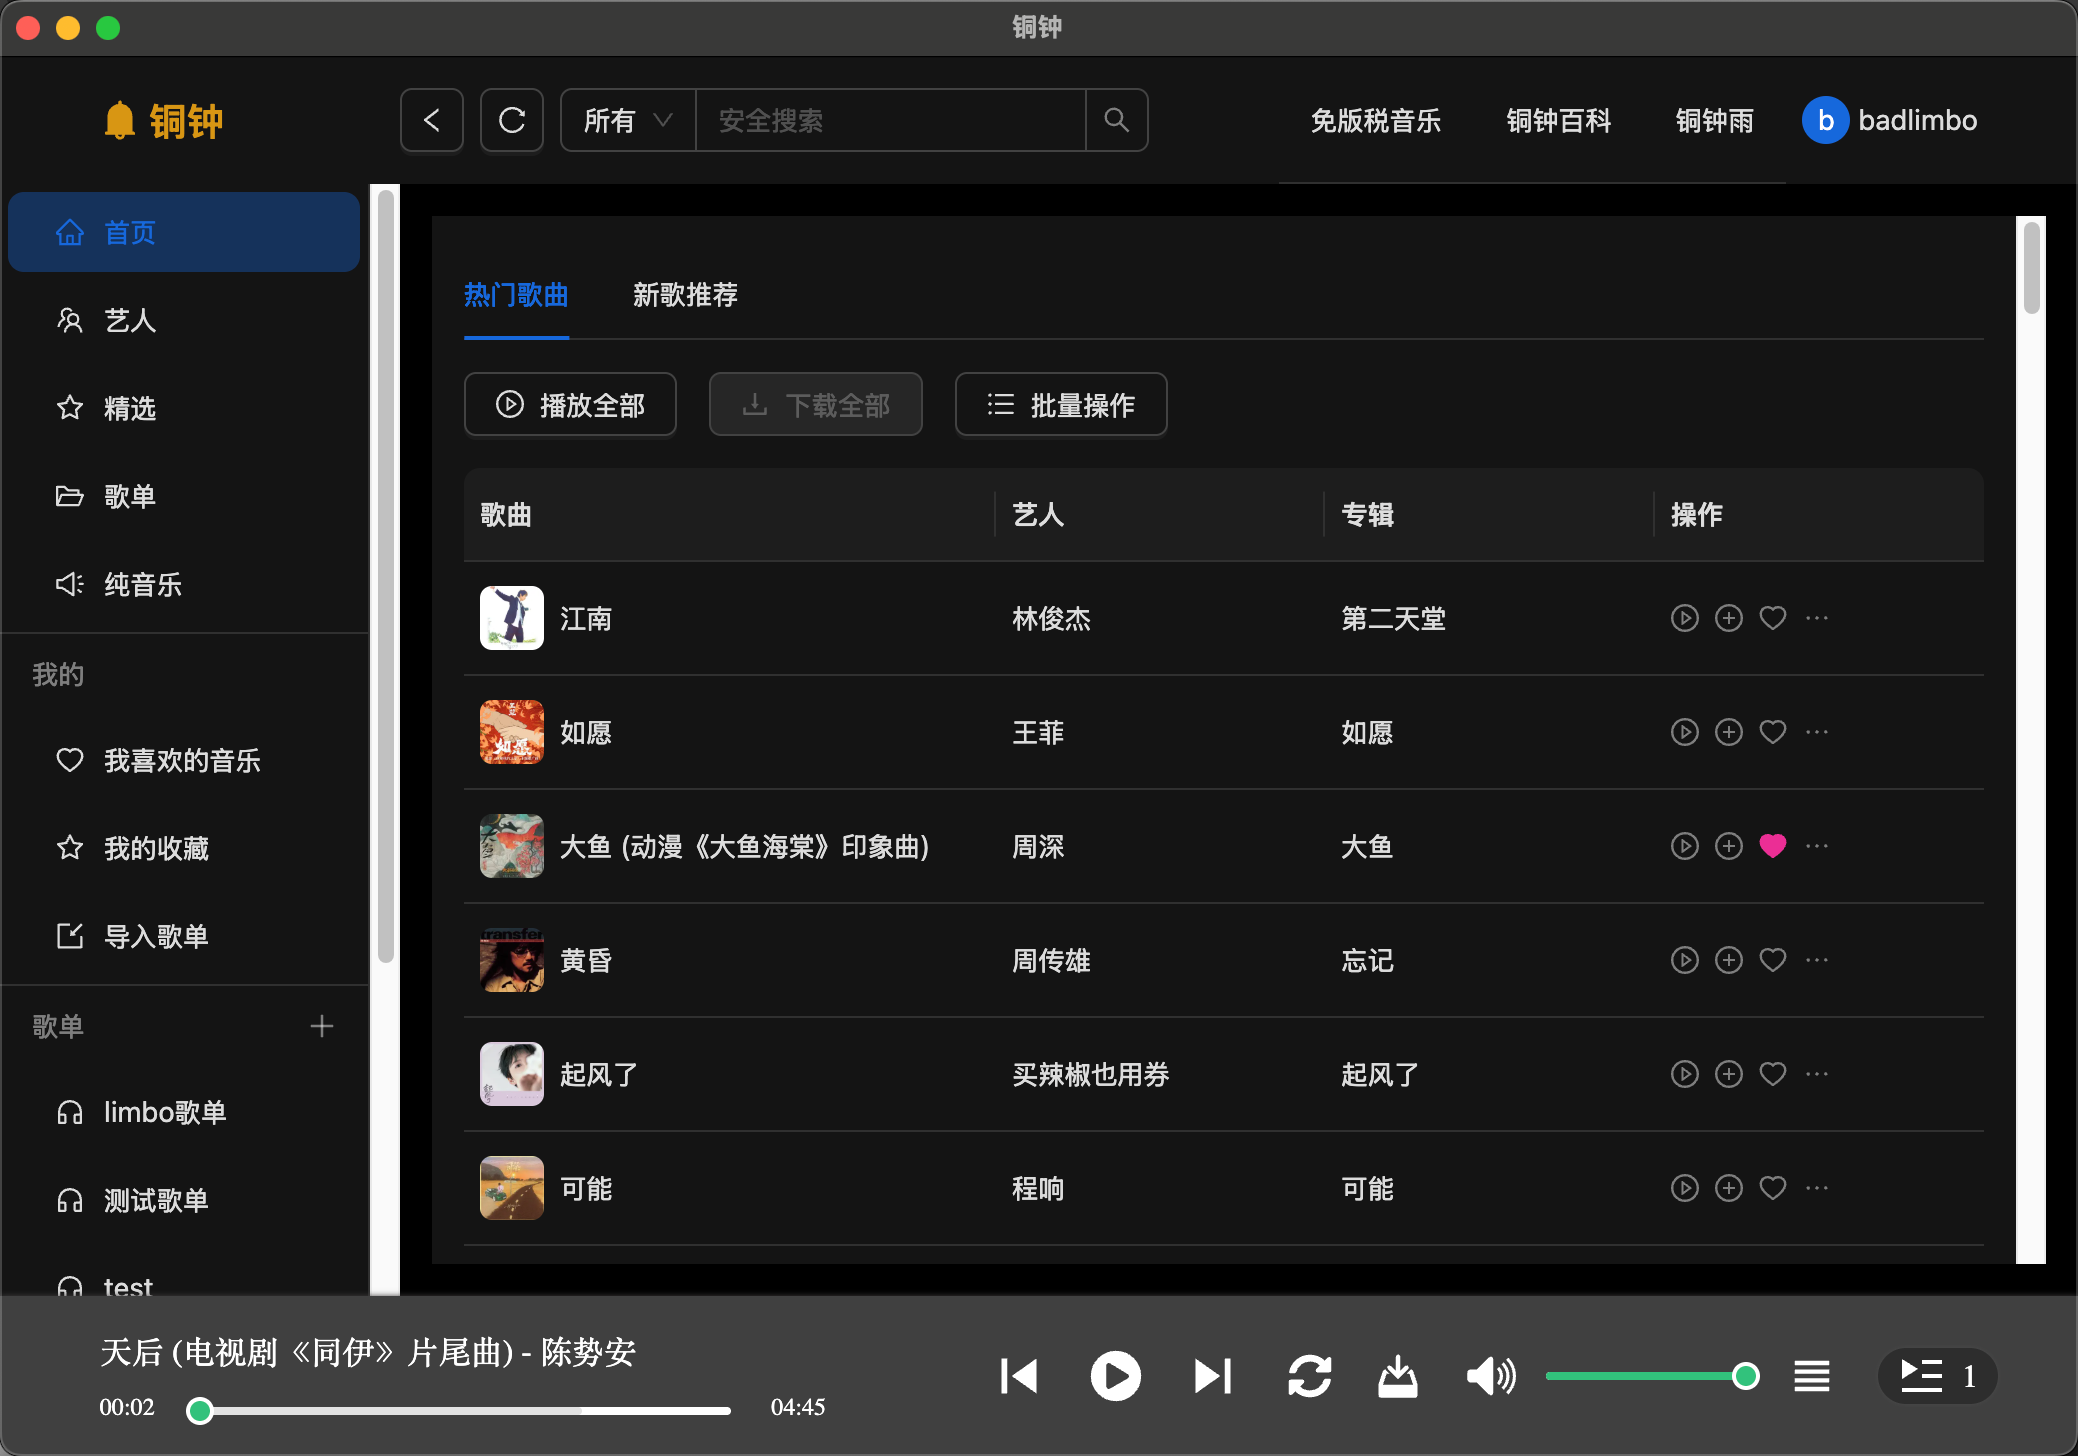 铜钟
铜钟
所有
安全搜索
免版税音乐
铜钟百科
铜钟雨
b
badlimbo
首页
艺人
精选
歌单
纯音乐
我的
我喜欢的音乐
我的收藏
导入歌单
歌单
limbo歌单
测试歌单
test
热门歌曲
新歌推荐
播放全部
下载全部
批量操作
歌曲 艺人 专辑 操作
江南 林俊杰 第二天堂
如愿
如愿 王菲 如愿
大鱼 (动漫《大鱼海棠》印象曲) 周深 大鱼
transfer
黄昏 周传雄 忘记
起风了 买辣椒也用券 起风了
可能 程响 可能
天后 (电视剧《同伊》片尾曲) - 陈势安
00:02
04:45
1